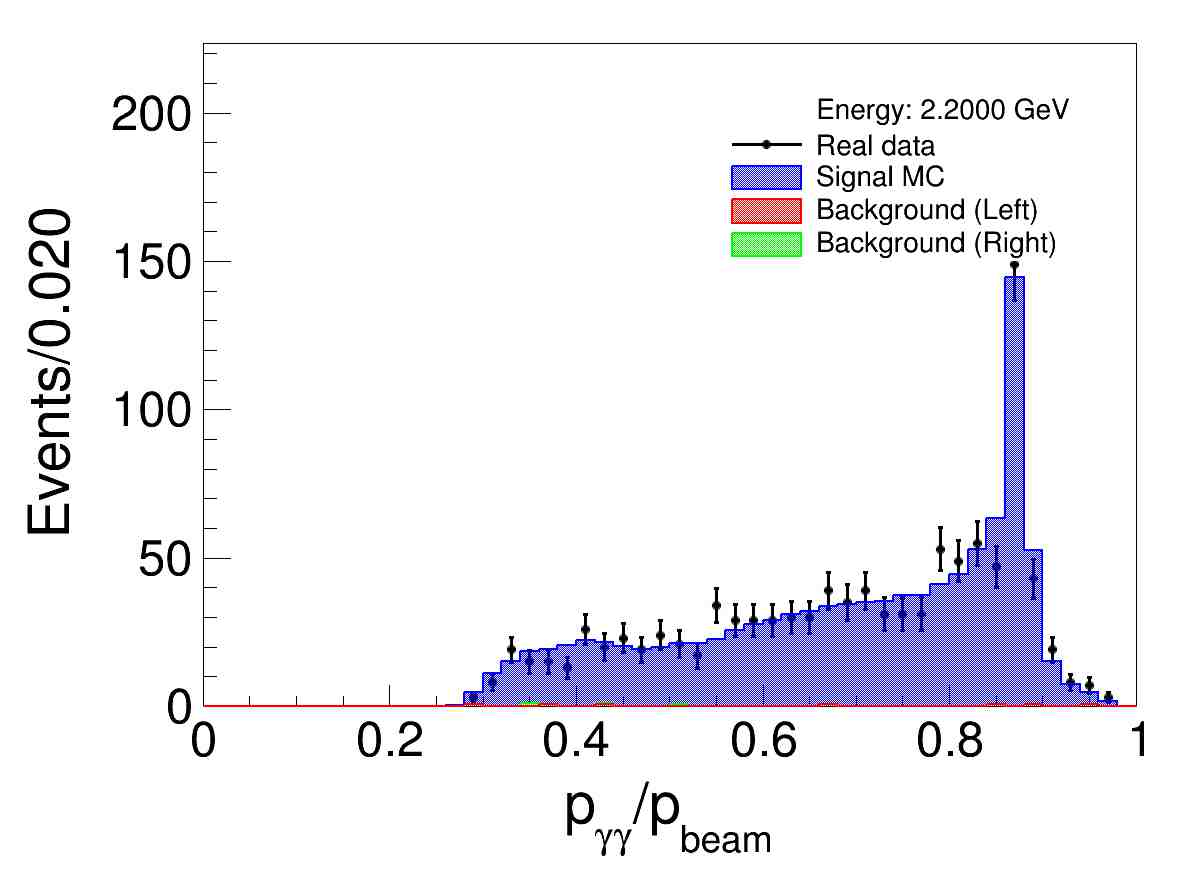 Energy: 2.2000 GeV
Real data
Signal MC
Background (Left)
Background (Right)
Events/0.020
200
150
100
50
0
0 0.2 0.4 0.6 0.8 1
pγγ/pbeam